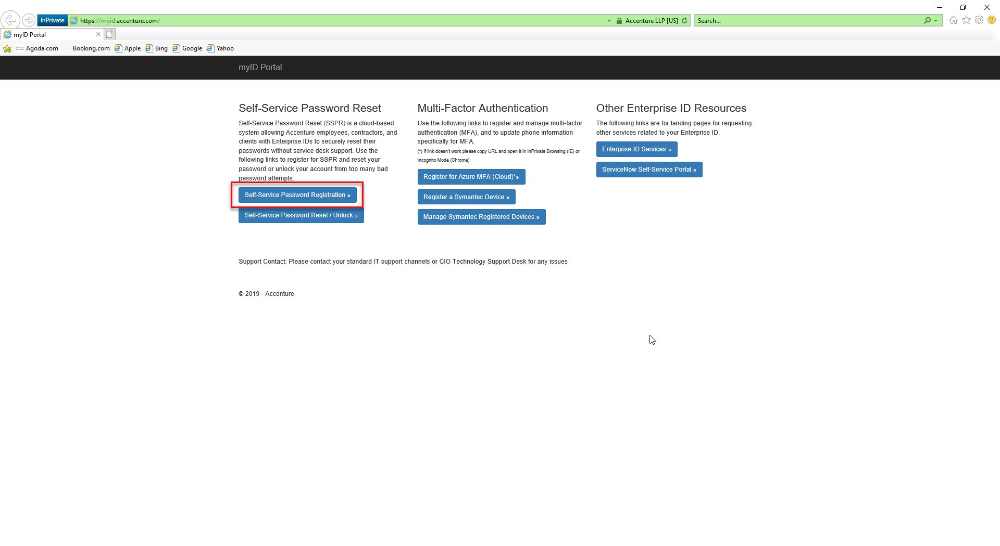 InPrivate
https://myid.accenture.com/
Accenture LLP [US]
Search...
myID Portal
Agoda.com
Booking.com
Apple
Bing
Google
Yahoo
myID Portal
Self-Service Password Reset
Self-Service Password Reset (SSPR) is a cloud-based
system allowing Accenture employees, contractors, and
clients with Enterprise IDs to securely reset their
passwords without service desk support. Use the
following links to register for SSPR and reset your
password or unlock your account from too many bad
password attempts.
Self-Service Password Registration »
Self-Service Password Reset / Unlock »
Multi-Factor Authentication
Use the following links to register and manage multi-factor
authentication (MFA), and to update phone information
specifically for MFA.
(*) if link doesn't work please copy URL and open it in InPrivate Browsing (IE) or
Incognito Mode (Chrome)
Register for Azure MFA (Cloud)*»
Register a Symantec Device »
Manage Symantec Registered Devices »
Other Enterprise ID Resources
The following links are for landing pages for requesting
other services related to your Enterprise ID.
Enterprise ID Services »
ServiceNow Self-Service Portal »
Support Contact: Please contact your standard IT support channels or CIO Technology Support Desk for any issues
© 2019 - Accenture